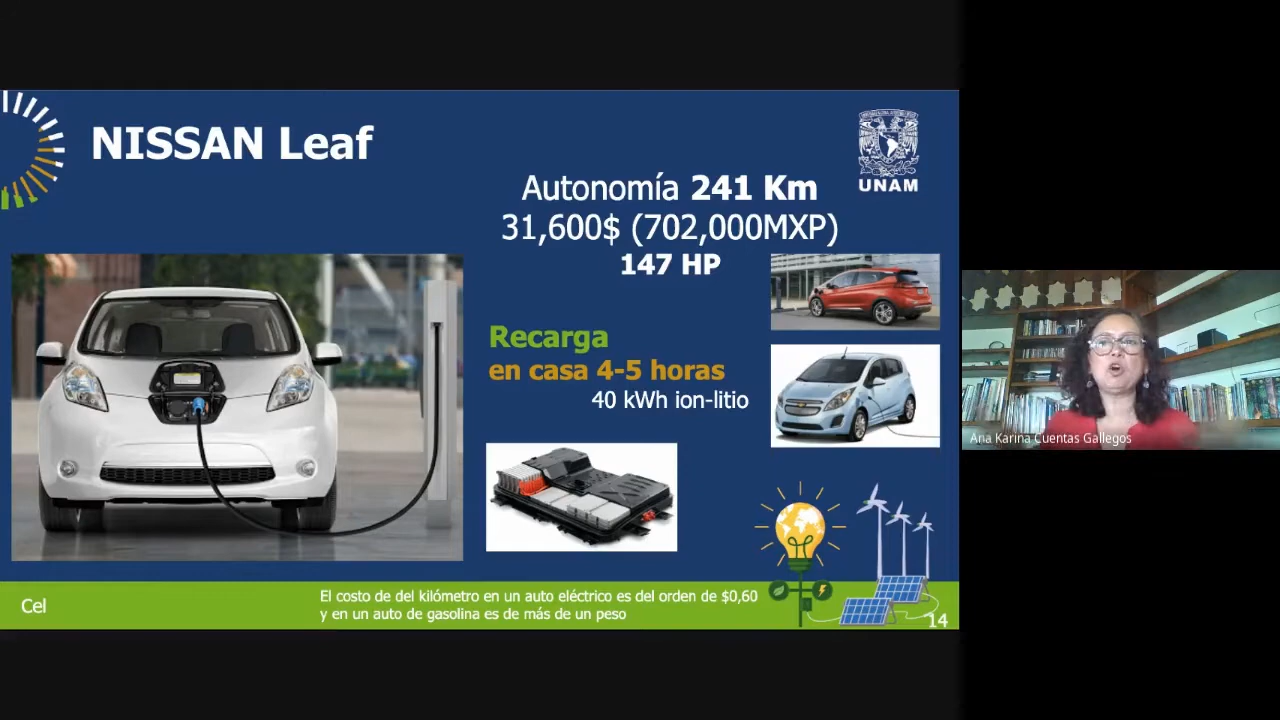 NISSAN Leaf
UNAM
Autonomía 241 Km
31,600$ (702,000MXP)
147 HP
Recarga
en casa 4-5 horas
40 kWh ion-litio
Ana Karina Cuentas Gallegos
Cel
El costo de del kilómetro en un auto eléctrico es del orden de $0,60
y en un auto de gasolina es de más de un peso
14